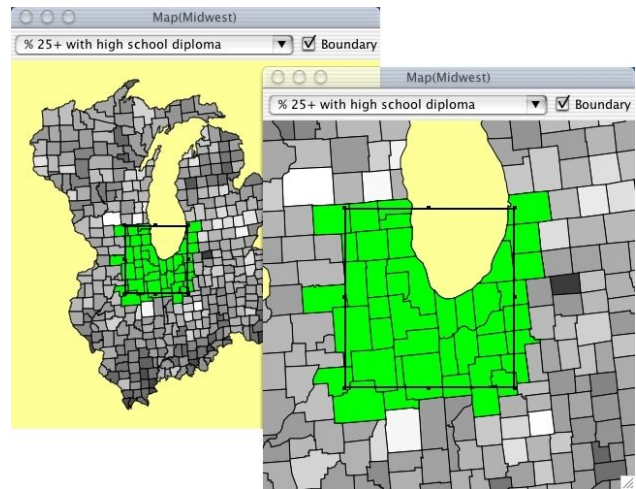 Map(Midwest)
% 25+ with high school diploma
Boundary
Map(Midwest)
% 25+ with high school diploma
Boundary